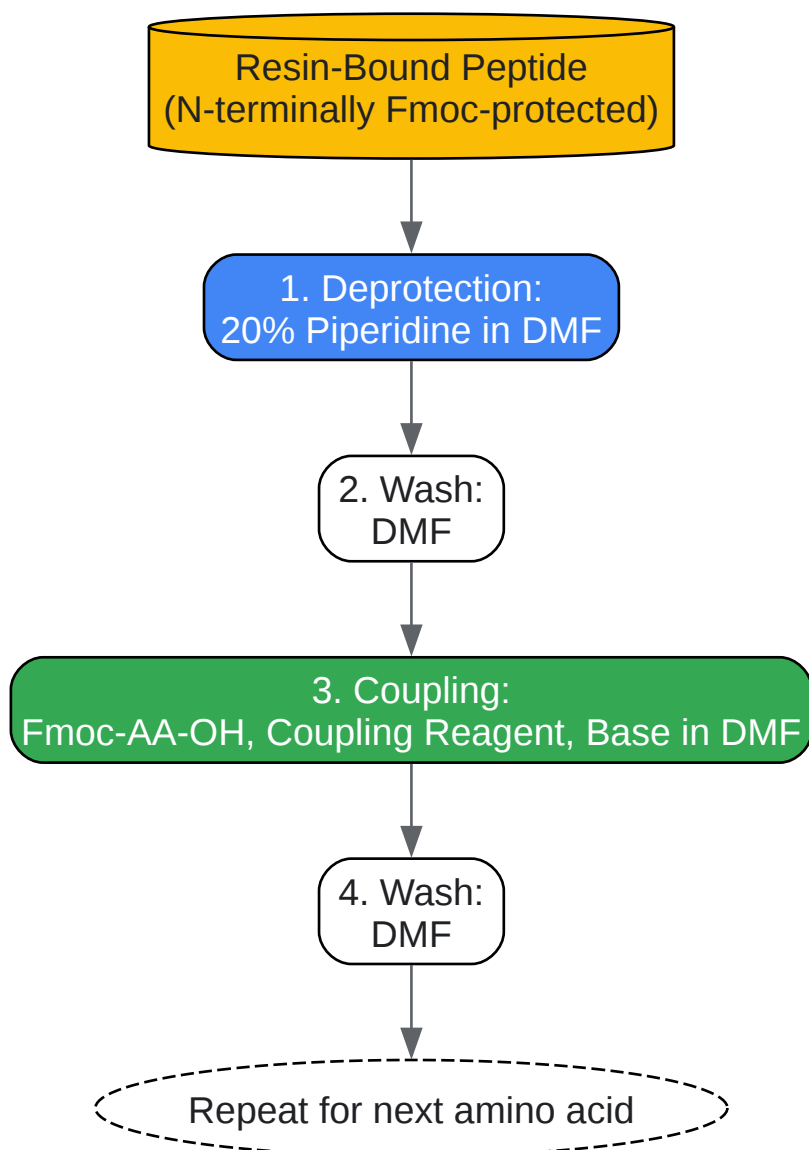 Resin-Bound Peptide
(N-terminally Fmoc-protected)
1. Deprotection:
20% Piperidine in DMF
2. Wash:
DMF
3. Coupling:
Fmoc-AA-OH, Coupling Reagent, Base in DMF
4. Wash:
DMF
Repeat for next amino acid